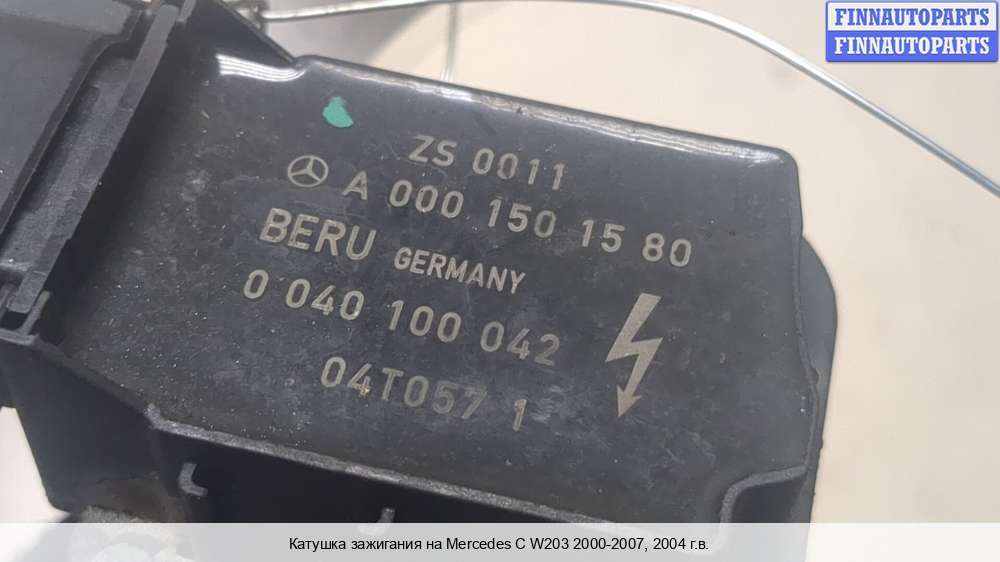 FINNAUTOPARTS
FINNAUTOPARTS
ZS 0011
A 000 150 15 80
BERU GERMANY
0 040 100 042
04T057 1
Катушка зажигания на Mercedes C W203 2000-2007, 2004 г.в.